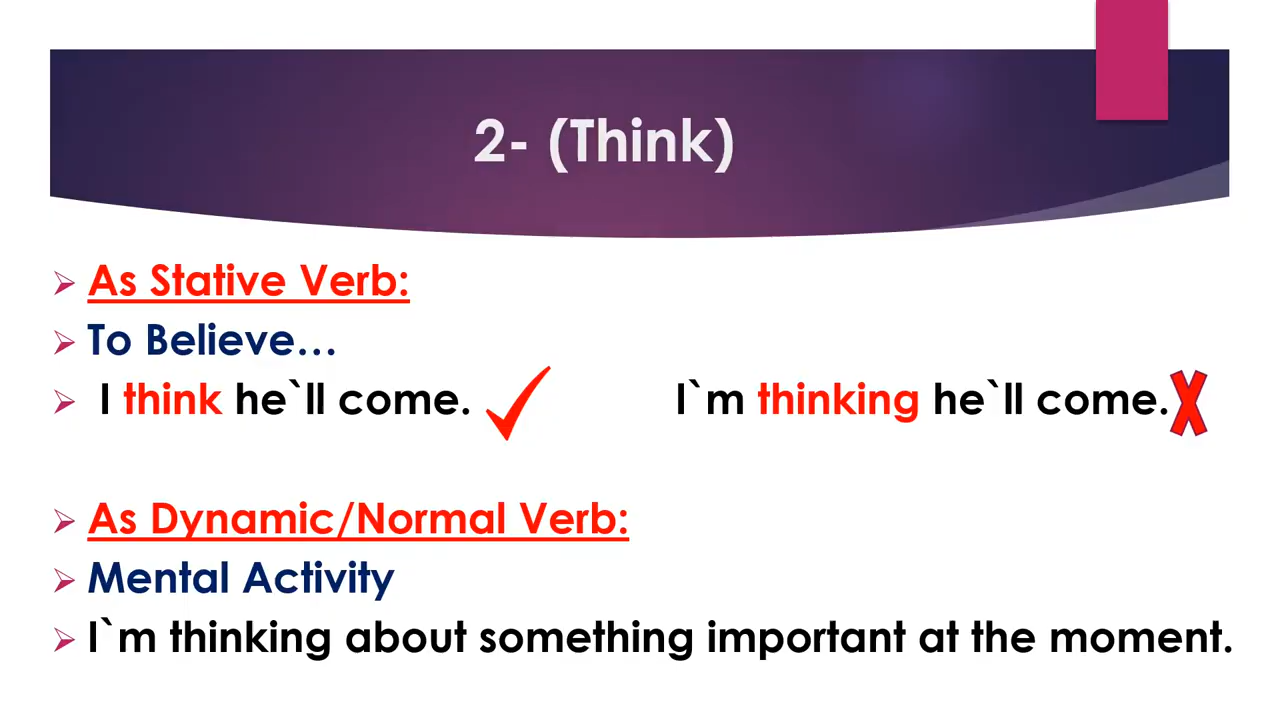 2- (Think)
As Stative Verb:
To Believe…
I think he`ll come. I`m thinking he`ll come.
As Dynamic/Normal Verb:
Mental Activity
I`m thinking about something important at the moment.